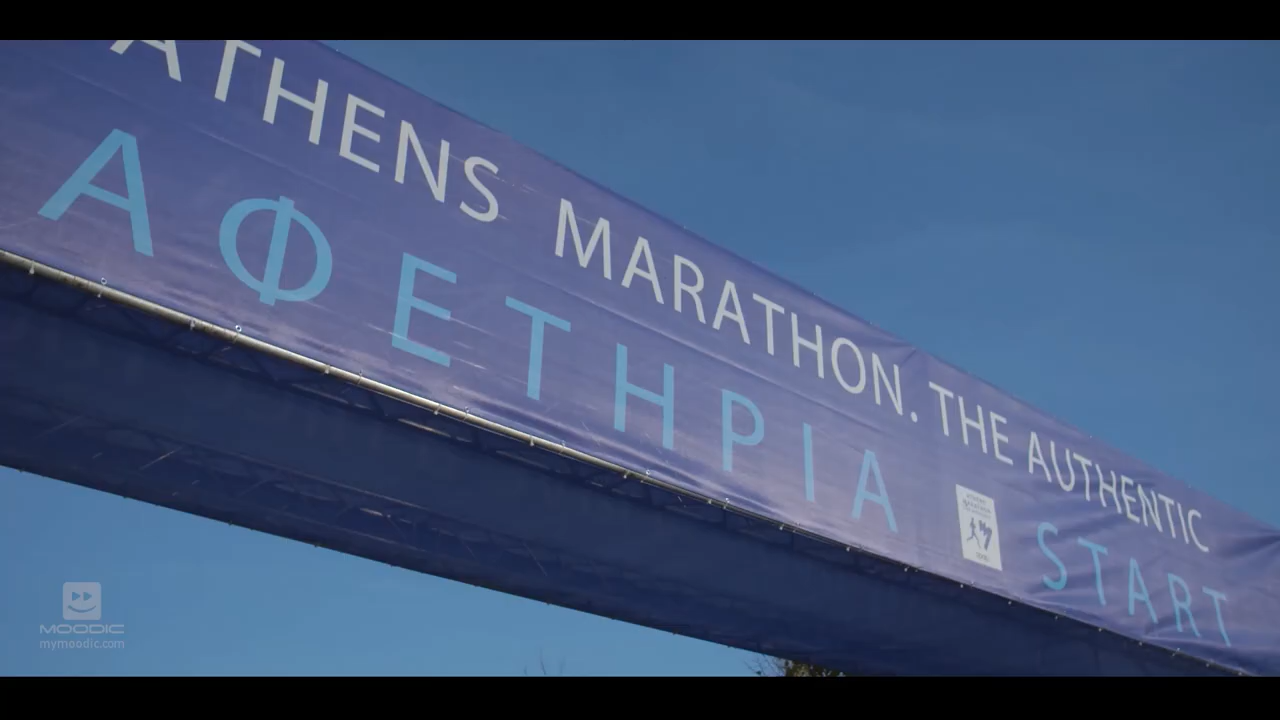 ATHENS MARATHON. THE AUTHENTIC
ΑΦΕΤΗΡΙΑ
START
MOODIC
mymoodic.com